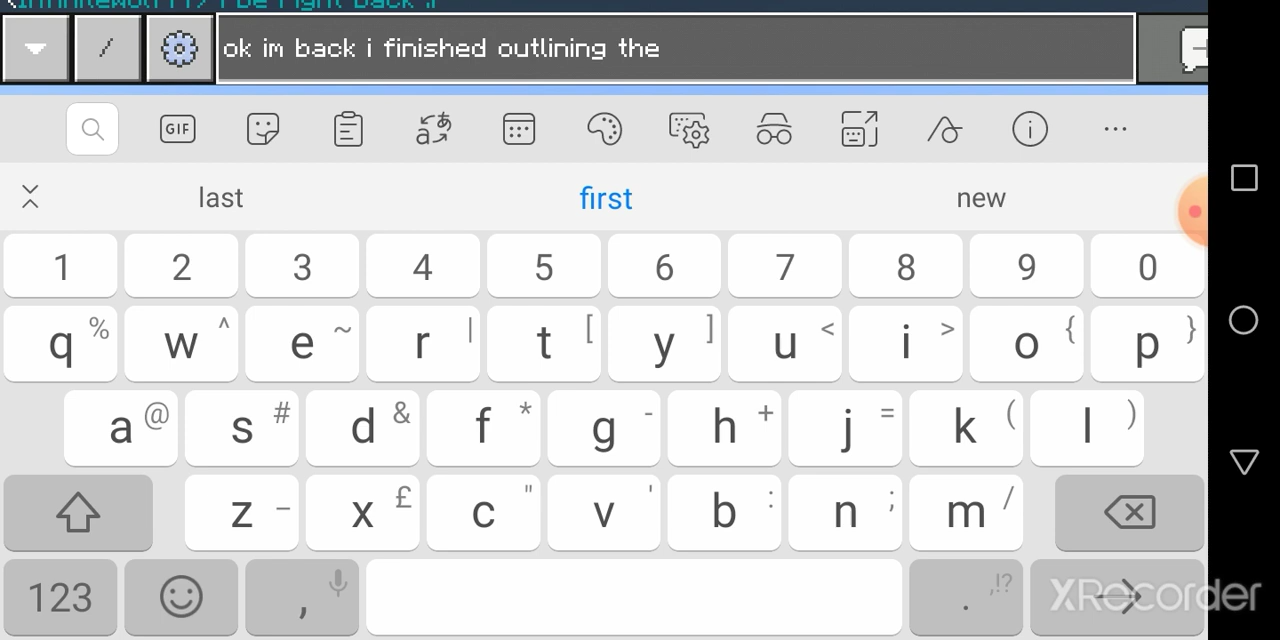 ok im back i finished outlining the
GIF
last first new
1 2 3 4 5 6 7 8 9 0
q % w ^ e ~ r | t [ y ] u < i > o { p }
a @ s # d & f * g - h + j = k ( l )
z _ x £ c " v ' b : n ; m /
123 , . ,!?
XRecorder